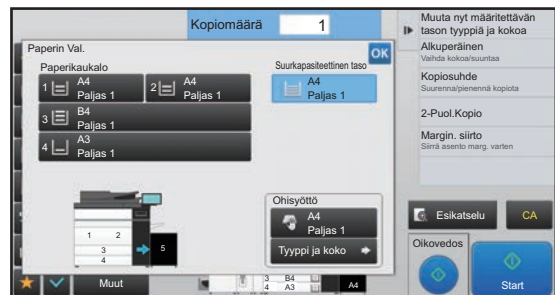 Kopiomäärä 1
Paperin Val.
OK
Paperikaukalo
Suurkapasiteettinen taso
1 A4
Paljas 1
2 A4
Paljas 1
A4
Paljas 1
3 B4
Paljas 1
4 A3
Paljas 1
1 2
3
4
5
Ohisyöttö
A4
Paljas 1
Tyyppi ja koko
Muut
3 B4
4 A3
A4
Muuta nyt määritettävän
tason tyyppiä ja kokoa
Alkuperäinen
Vaihda kokoa/suuntaa
Kopiosuhde
Suurenna/pienennä kopiota
2-Puol.Kopio
Margin. siirto
Siirrä asento marg. varten
Esikatselu
CA
Oikovedos
Start